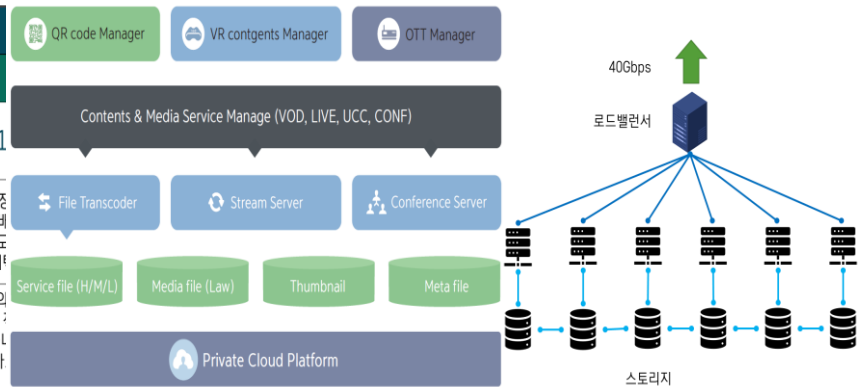 QR code Manager
VR contgents Manager
OTT Manager
Contents & Media Service Manage (VOD, LIVE, UCC, CONF)
File Transcoder
Stream Server
Conference Server
Service file (H/M/L)
Media file (Law)
Thumbnail
Meta file
Private Cloud Platform
40Gbps
로드밸런서
스토리지